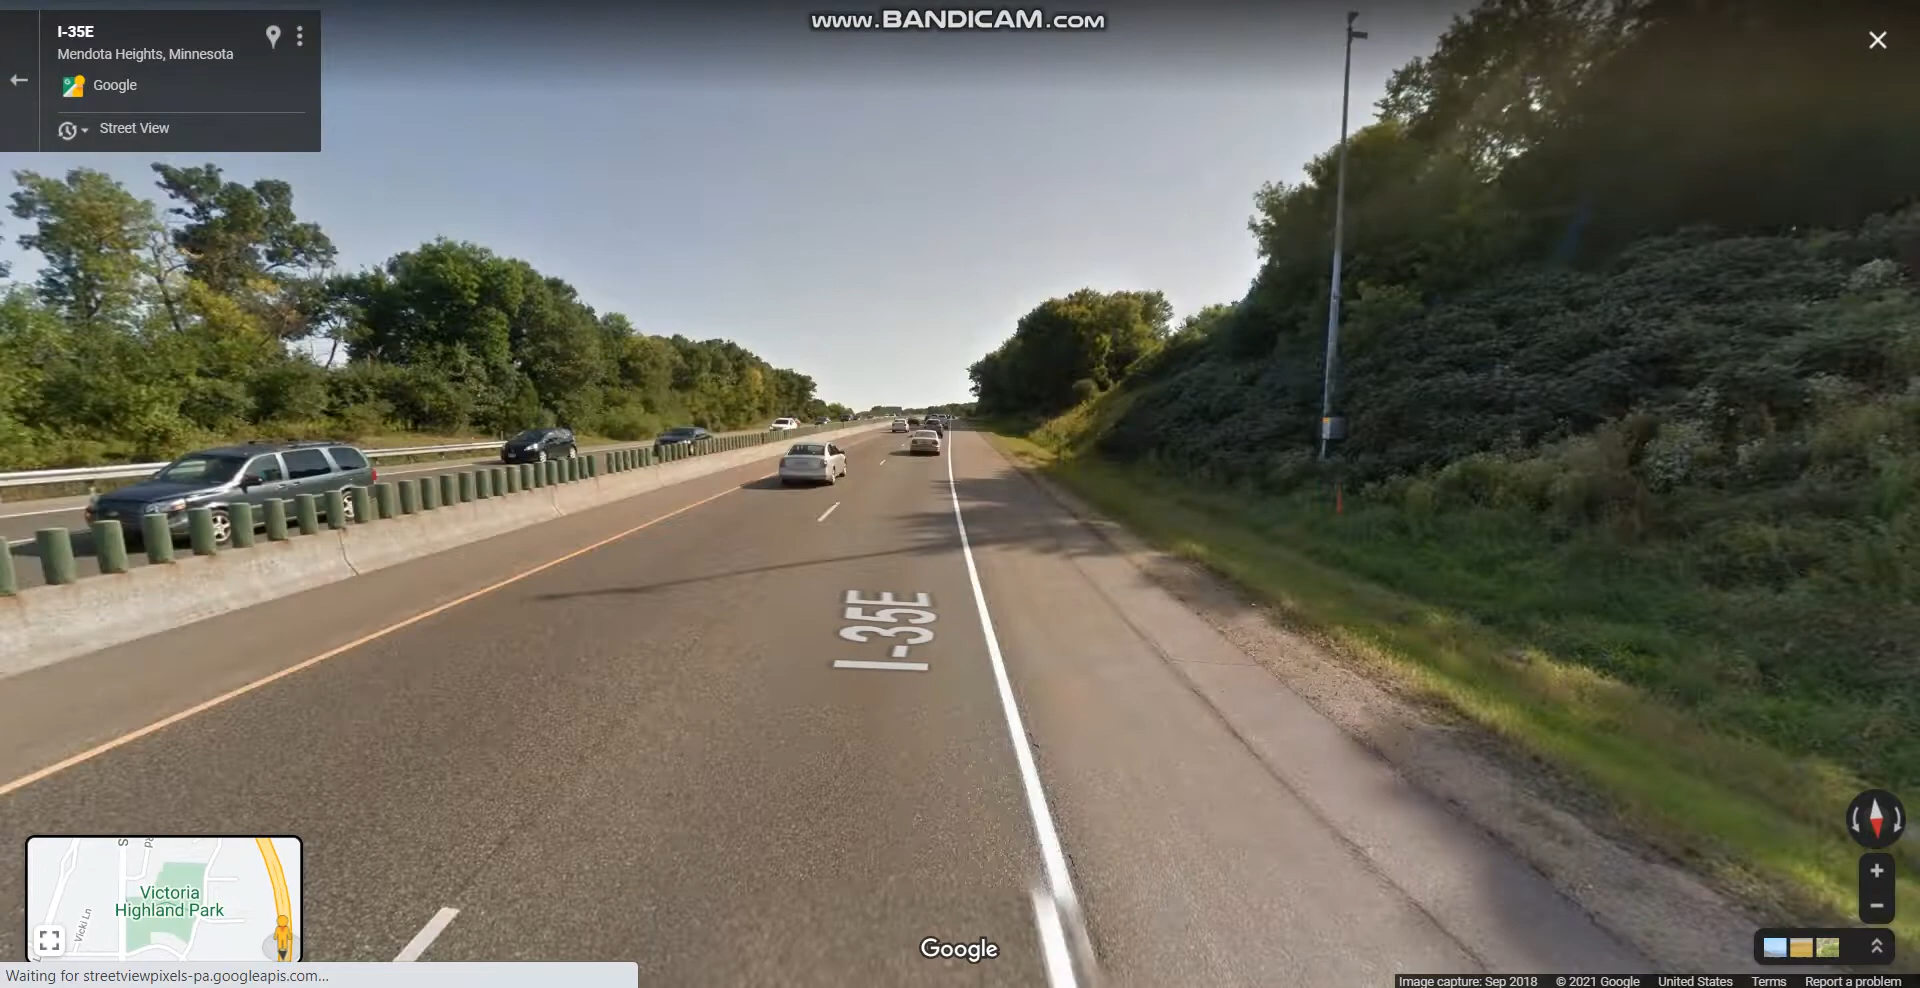 www.BANDICAM.com
I-35E
Mendota Heights, Minnesota
Google
Street View
I-35E
Victoria
Highland Park
Vicki Ln
S
Rd
Google
Waiting for streetviewpixels-pa.googleapis.com...
Image capture: Sep 2018 © 2021 Google United States Terms Report a problem